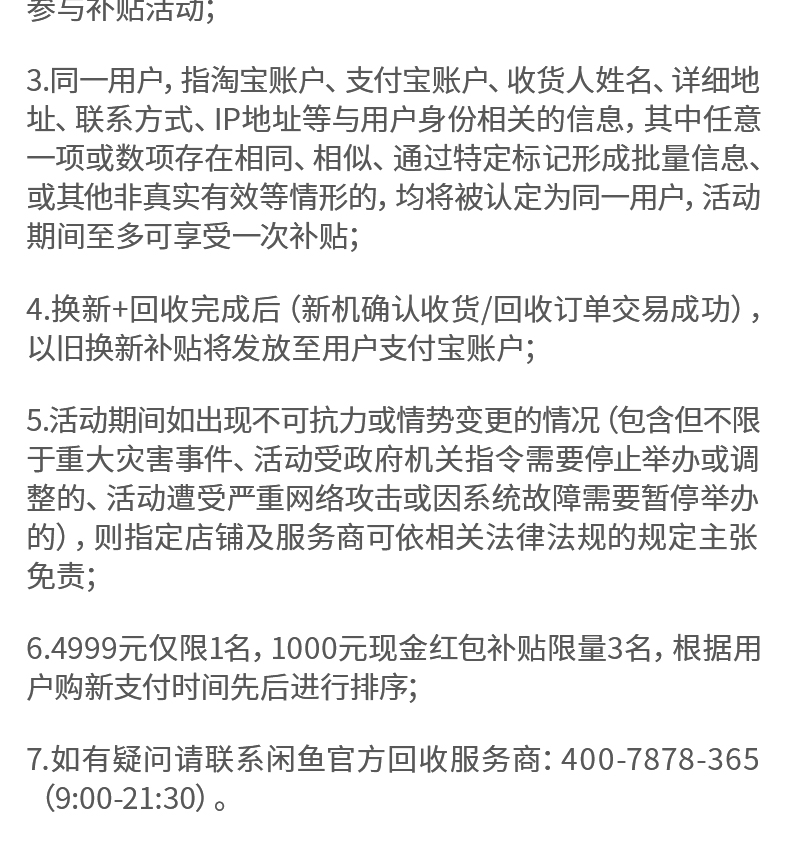 参与补贴活动；
3.同一用户，指淘宝账户、支付宝账户、收货人姓名、详细地
址、联系方式、IP地址等与用户身份相关的信息，其中任意
一项或数项存在相同、相似、通过特定标记形成批量信息、
或其他非真实有效等情形的，均将被认定为同一用户，活动
期间至多可享受一次补贴；
4.换新+回收完成后（新机确认收货/回收订单交易成功），
以旧换新补贴将发放至用户支付宝账户；
5.活动期间如出现不可抗力或情势变更的情况（包含但不限
于重大灾害事件、活动受政府机关指令需要停止举办或调
整的、活动遭受严重网络攻击或因系统故障需要暂停举办
的），则指定店铺及服务商可依相关法律法规的规定主张
免责；
6.4999元仅限1名，1000元现金红包补贴限量3名，根据用
户购新支付时间先后进行排序；
7.如有疑问请联系闲鱼官方回收服务商：400-7878-365
（9:00-21:30）。